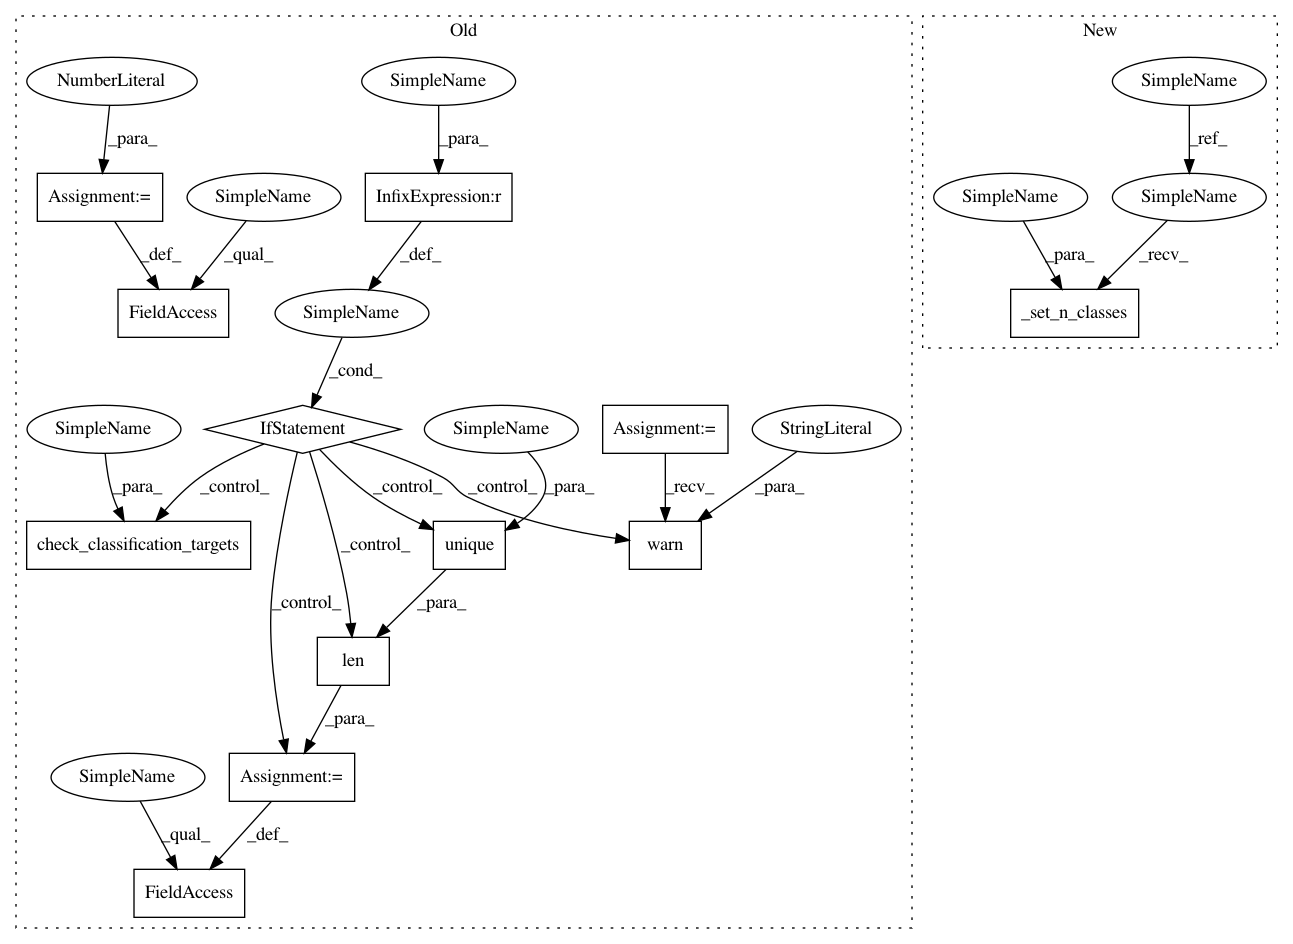 Old
New
NumberLiteral
SimpleName
SimpleName
_para_
_para_
_ref_
Assignment:=
SimpleName
InfixExpression:r
SimpleName
SimpleName
_def_
_qual_
_def_
_para_
_recv_
FieldAccess
SimpleName
_set_n_classes
_cond_
SimpleName
IfStatement
SimpleName
Assignment:=
StringLiteral
_para_
_control_
_control_
_control_
_para_
_recv_
_para_
check_classification_targets
_control_
unique
warn
_control_
_para_
len
_para_
SimpleName
Assignment:=
_qual_
_def_
FieldAccess